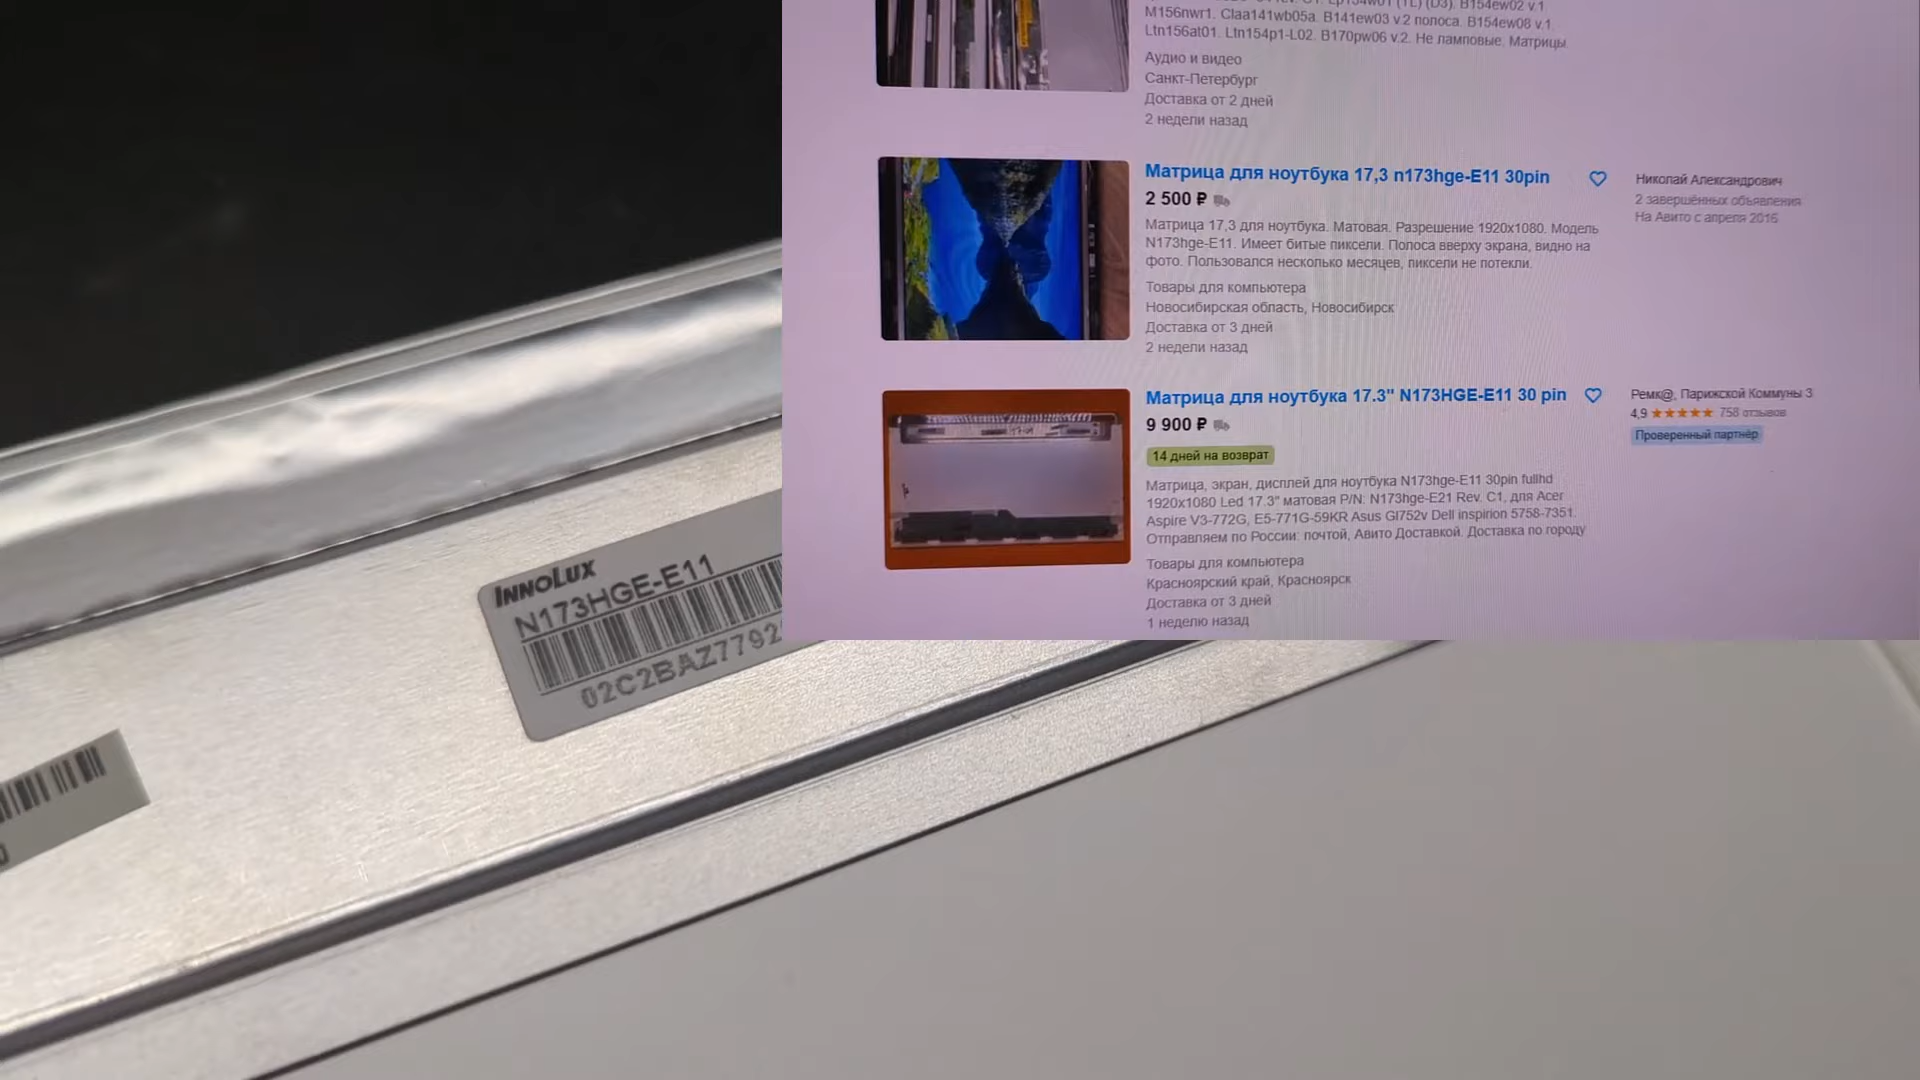 M156nwr1. Claa141wb05a. B141ew03 v.2 полоса. B154ew08 v.1.
Ltn156at01. Ltn154p1-L02. B170pw06 v.2. Не ламповые. Матрицы.
Аудио и видео
Санкт-Петербург
Доставка от 2 дней
2 недели назад
Матрица для ноутбука 17,3 n173hge-E11 30pin
2 500 ₽
Матрица 17,3 для ноутбука. Матовая. Разрешение 1920x1080. Модель
N173hge-E11. Имеет битые пиксели. Полоса вверху экрана, видно на
фото. Пользовался несколько месяцев, пиксели не потекли.
Товары для компьютера
Новосибирская область, Новосибирск
Доставка от 3 дней
2 недели назад
Николай Александрович
2 завершённых объявления
На Авито с апреля 2016
Матрица для ноутбука 17.3" N173HGE-E11 30 pin
9 900 ₽
14 дней на возврат
Матрица, экран, дисплей для ноутбука N173hge-E11 30pin fullhd
1920x1080 Led 17.3" матовая P/N: N173hge-E21 Rev. C1, для Acer
Aspire V3-772G, E5-771G-59KR Asus Gl752v Dell inspirion 5758-7351.
Отправляем по России: почтой, Авито Доставкой. Доставка по городу
Товары для компьютера
Красноярский край, Красноярск
Доставка от 3 дней
1 неделю назад
Ремк@, Парижской Коммуны 3
4,9 ★★★★★ 758 отзывов
Проверенный партнёр
INNOLUX
N173HGE-E11
02C2BAZ7792